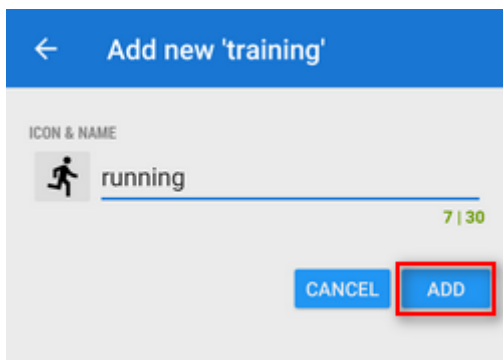 Add new 'training'
ICON & NAME
running
7 | 30
CANCEL ADD